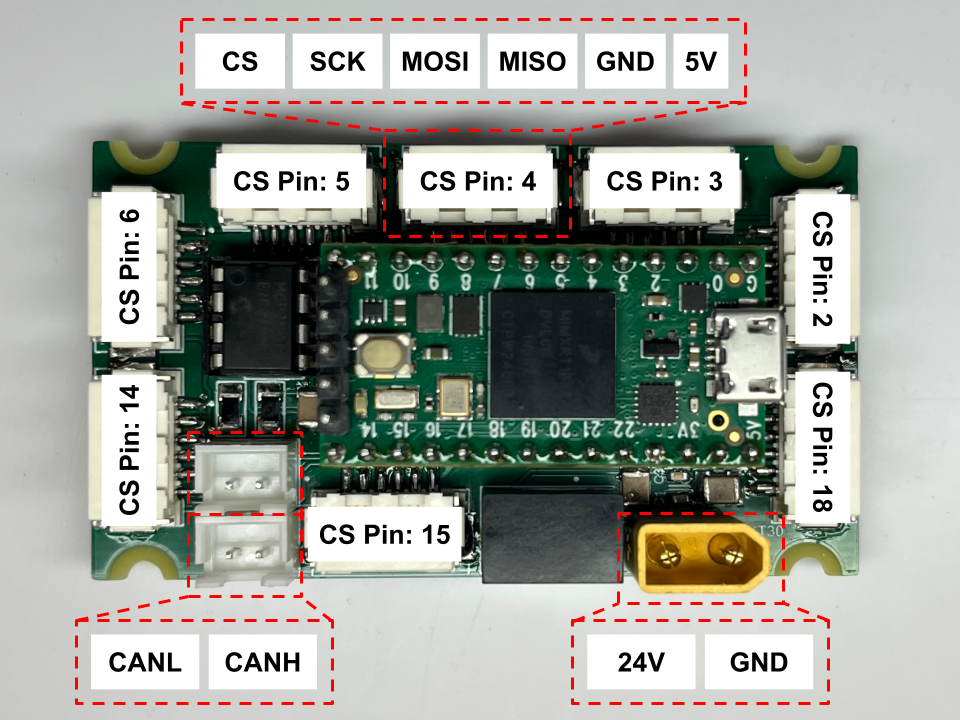 CS SCK MOSI MISO GND 5V
CS Pin: 5
CS Pin: 4
CS Pin: 3
CS Pin: 6
CS Pin: 2
11 10 9 8 7 6 5 4 3 2 1 0 G
CS Pin: 14
CS Pin: 18
14 15 16 17 18 19 20 21 22 3V 5V
CS Pin: 15
T30
CANL CANH
24V GND